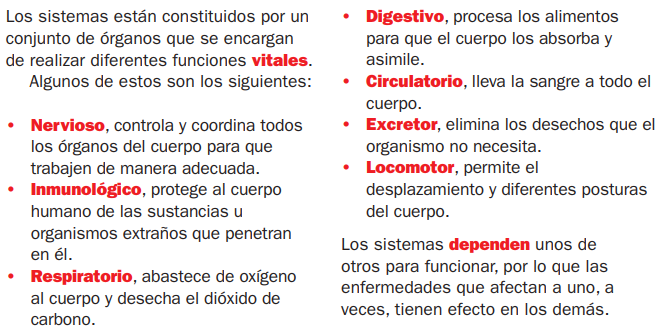 Los sistemas están constituidos por un
conjunto de órganos que se encargan
de realizar diferentes funciones vitales.
Algunos de estos son los siguientes:
• Nervioso, controla y coordina todos
los órganos del cuerpo para que
trabajen de manera adecuada.
• Inmunológico, protege al cuerpo
humano de las sustancias u
organismos extraños que penetran
en él.
• Respiratorio, abastece de oxígeno
al cuerpo y desecha el dióxido de
carbono.
• Digestivo, procesa los alimentos
para que el cuerpo los absorba y
asimile.
• Circulatorio, lleva la sangre a todo el
cuerpo.
• Excretor, elimina los desechos que el
organismo no necesita.
• Locomotor, permite el
desplazamiento y diferentes posturas
del cuerpo.
Los sistemas dependen unos de
otros para funcionar, por lo que las
enfermedades que afectan a uno, a
veces, tienen efecto en los demás.